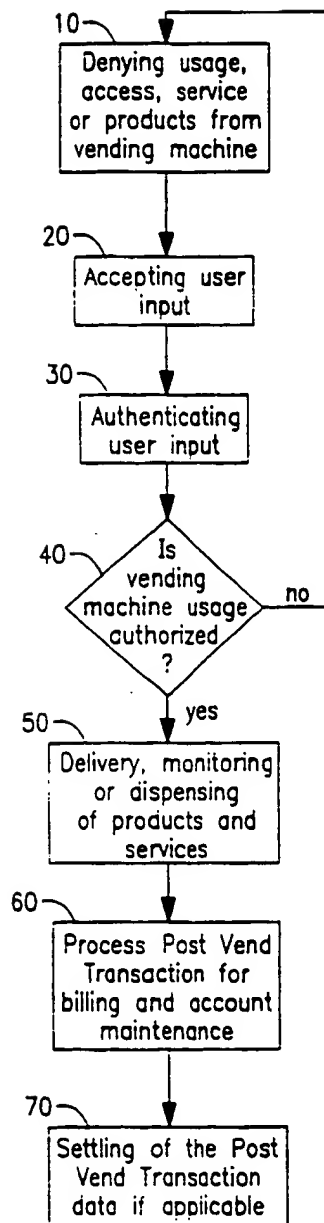 10
Denying usage,
access, service
or products from
vending machine
20
Accepting user
input
30
Authenticating
user input
40
Is
vending
machine usage
authorized
?
no
yes
50
Delivery, monitoring
or dispensing
of products and
services
60
Process Post Vend
Transaction for
billing and account
maintenance
70
Settling of the Post
Vend Transaction
data if applicable